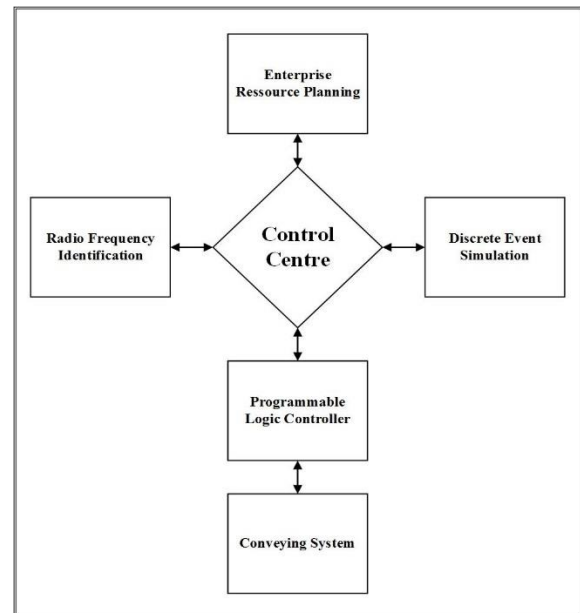 Enterprise
Ressource Planning
Radio Frequency
Identification
Control
Centre
Discrete Event
Simulation
Programmable
Logic Controller
Conveying System